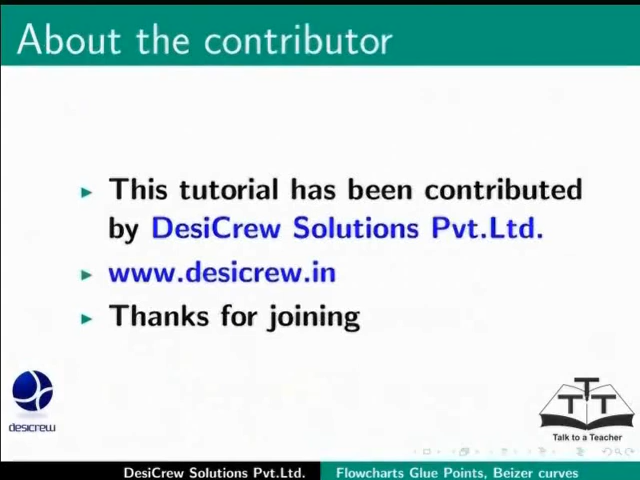 About the contributor
This tutorial has been contributed
by DesiCrew Solutions Pvt.Ltd.
www.desicrew.in
Thanks for joining
desicrew
TTT
Talk to a Teacher
DesiCrew Solutions Pvt.Ltd. Flowcharts Glue Points, Beizer curves